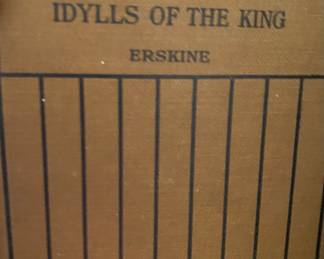 IDYLLS OF THE KING
ERSKINE